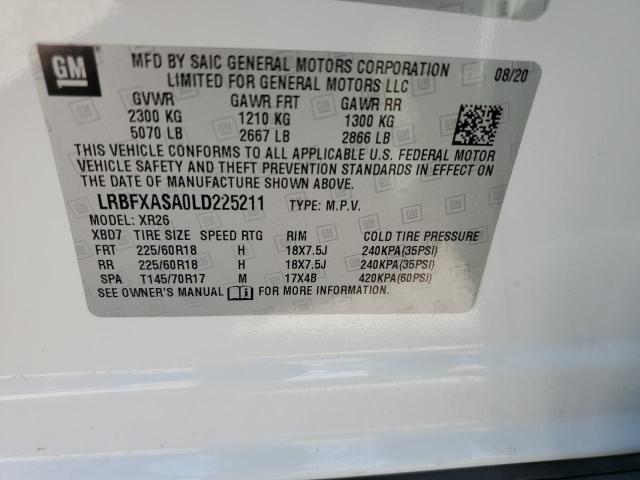 GM
MFD BY SAIC GENERAL MOTORS CORPORATION 08/20
LIMITED FOR GENERAL MOTORS LLC
GVWR GAWR FRT GAWR RR
2300 KG 1210 KG 1300 KG
5070 LB 2667 LB 2866 LB
THIS VEHICLE CONFORMS TO ALL APPLICABLE U.S. FEDERAL MOTOR
VEHICLE SAFETY AND THEFT PREVENTION STANDARDS IN EFFECT ON
THE DATE OF MANUFACTURE SHOWN ABOVE.
LRBFXASA0LD225211 TYPE: M.P.V.
MODEL: XR26
XBD7 TIRE SIZE SPEED RTG RIM COLD TIRE PRESSURE
FRT 225/60R18 H 18X7.5J 240KPA(35PSI)
RR 225/60R18 H 18X7.5J 240KPA(35PSI)
SPA T145/70R17 M 17X4B 420KPA(60PSI)
SEE OWNER'S MANUAL FOR MORE INFORMATION.